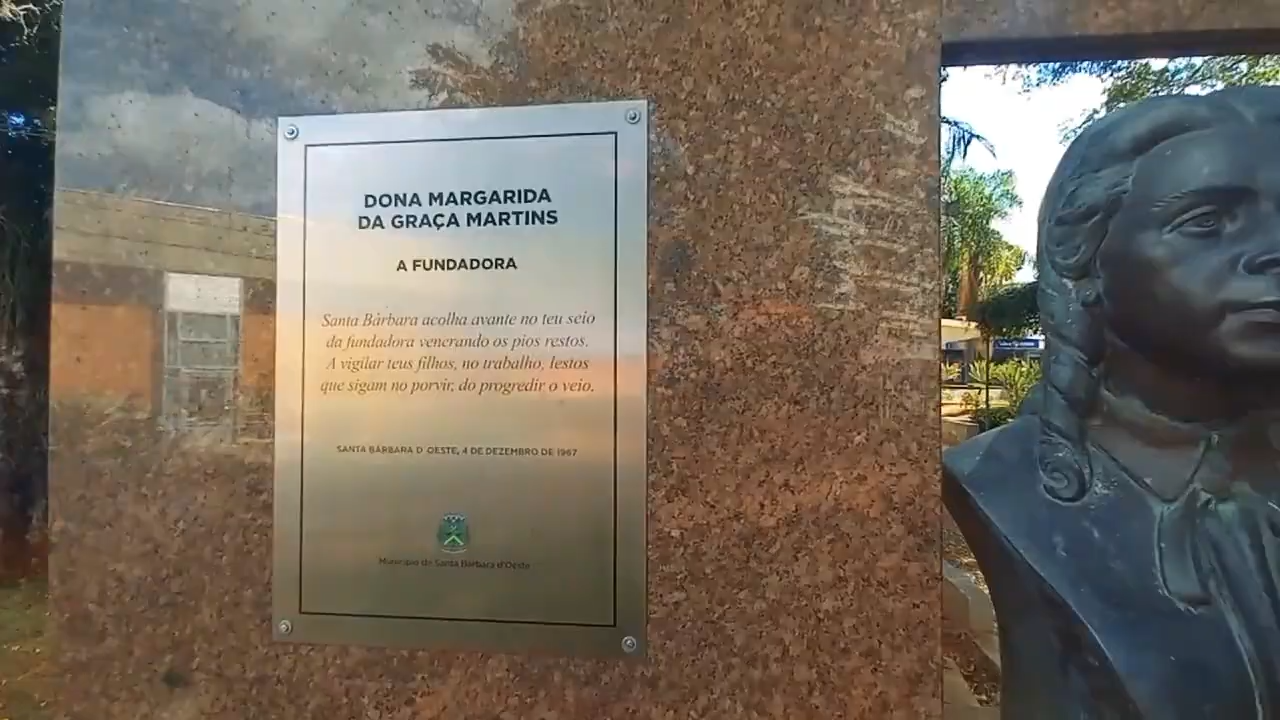 DONA MARGARIDA
DA GRAÇA MARTINS
A FUNDADORA
Santa Bárbara acolha avante no teu seio
da fundadora venerando os pios restos.
A vigilar teus filhos, no trabalho, lestos
que sigam no porvir, do progredir o veio.
SANTA BÁRBARA D´OESTE, 4 DE DEZEMBRO DE 1967
Município de Santa Bárbara d'Oeste